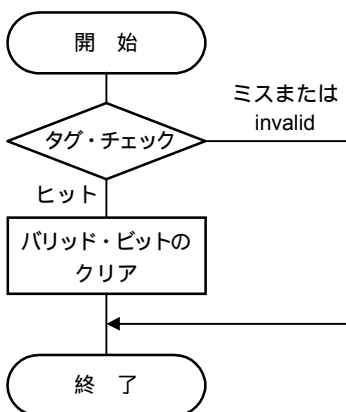 開　始
ミスまたは
invalid
タグ・チェック
ヒット
バリッド・ビットの
クリア
終　了